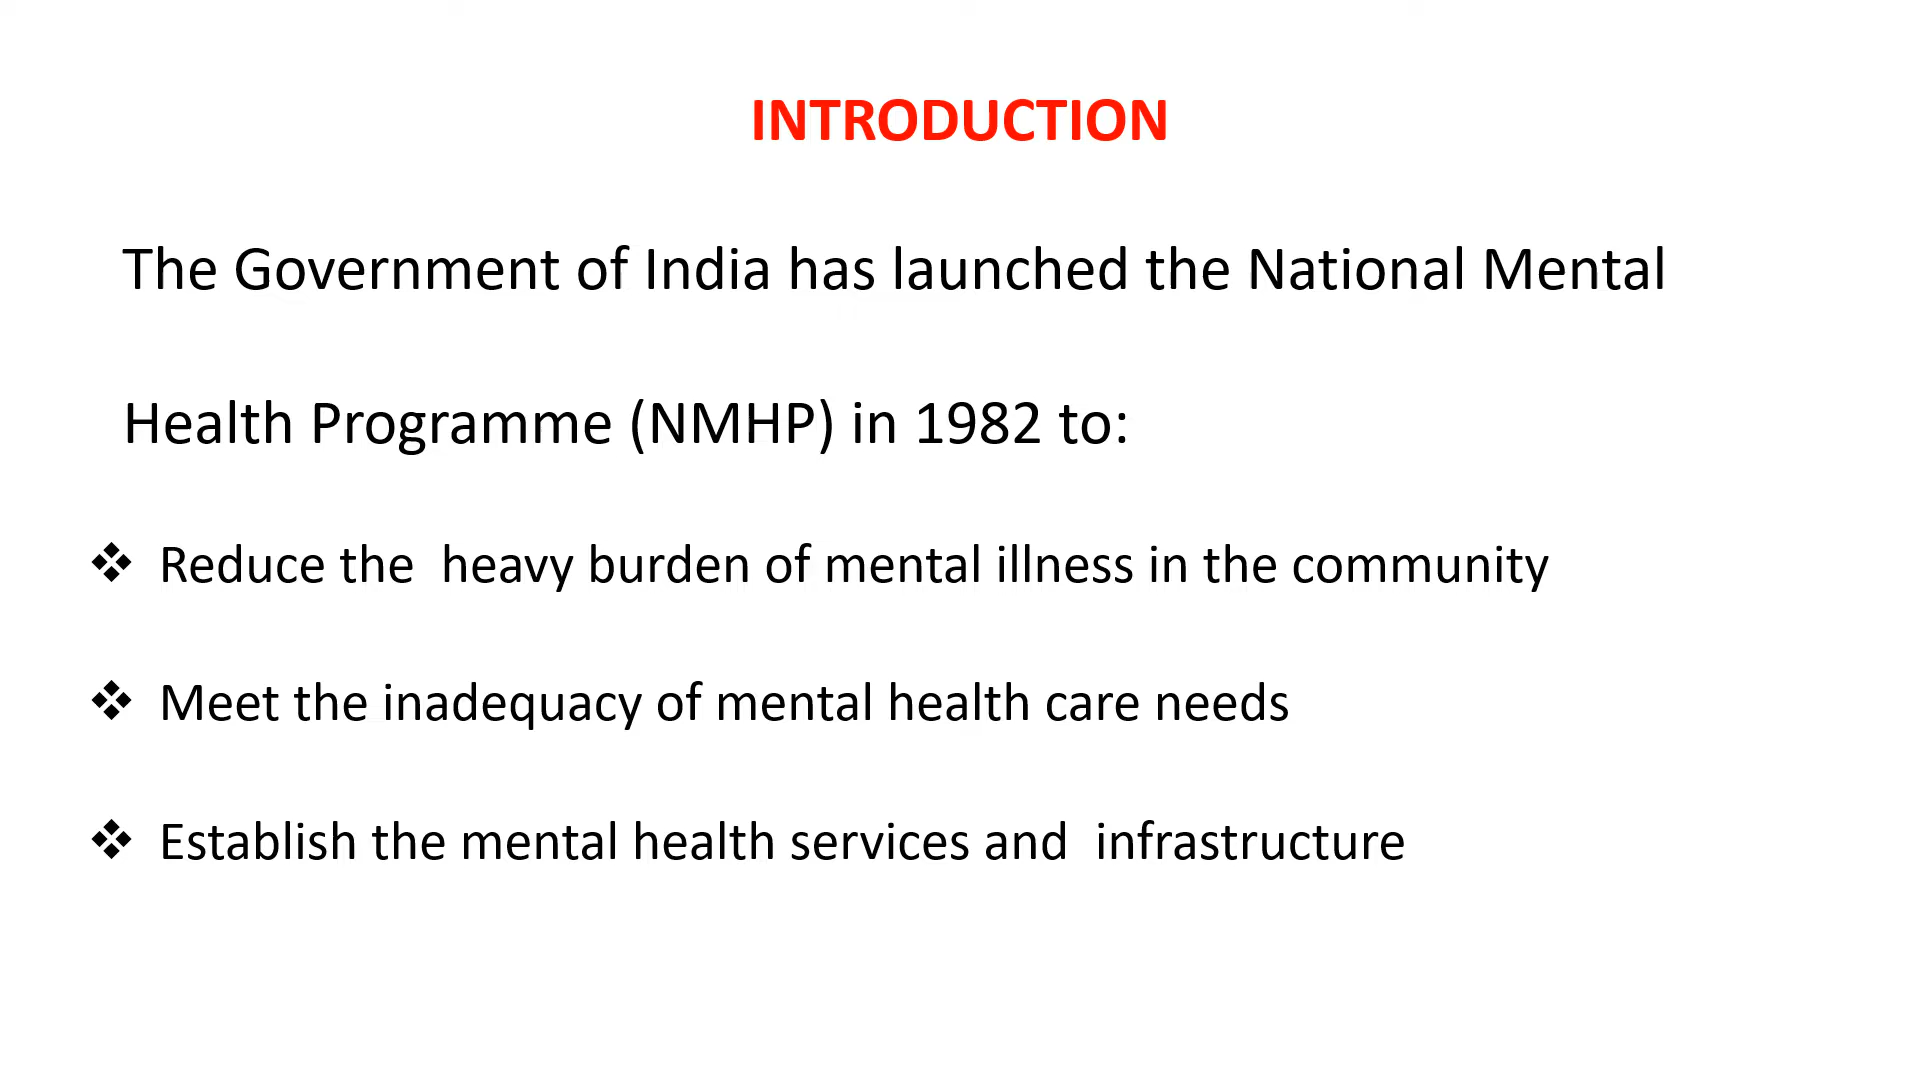 INTRODUCTION
The Government of India has launched the National Mental
Health Programme (NMHP) in 1982 to:
❖ Reduce the  heavy burden of mental illness in the community
❖ Meet the inadequacy of mental health care needs
❖ Establish the mental health services and  infrastructure